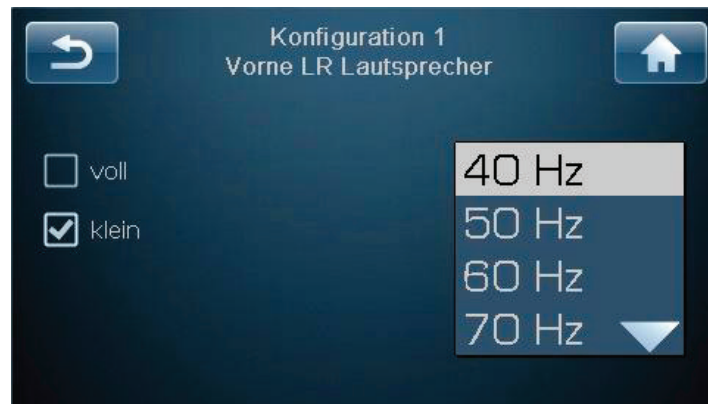 Konfiguration 1
Vorne LR Lautsprecher
voll
klein
40 Hz
50 Hz
60 Hz
70 Hz